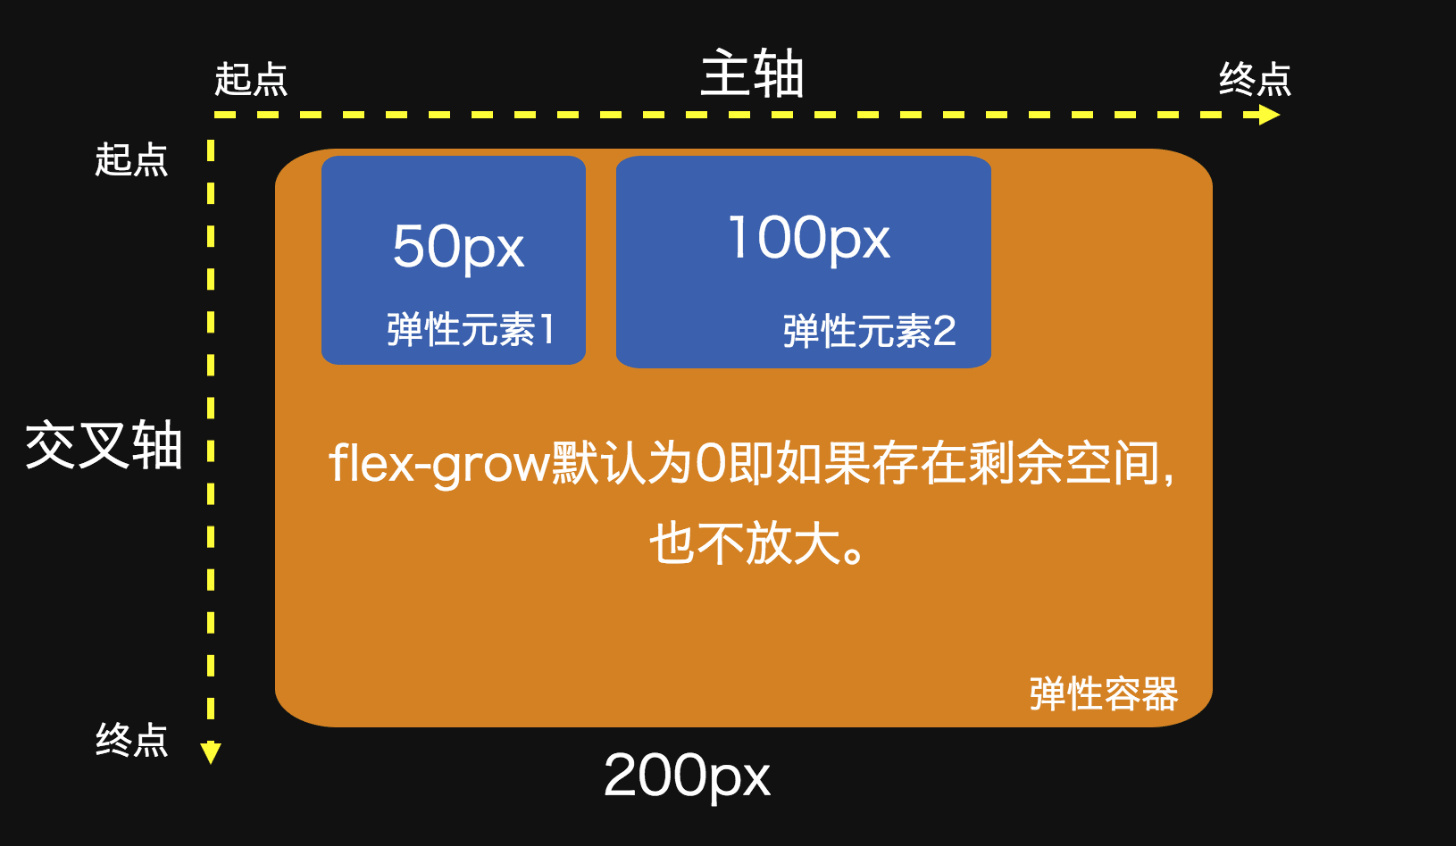 起点
主轴
终点
起点
50px
100px
弹性元素1
弹性元素2
交叉轴
flex-grow默认为0即如果存在剩余空间,
也不放大。
弹性容器
终点
200px